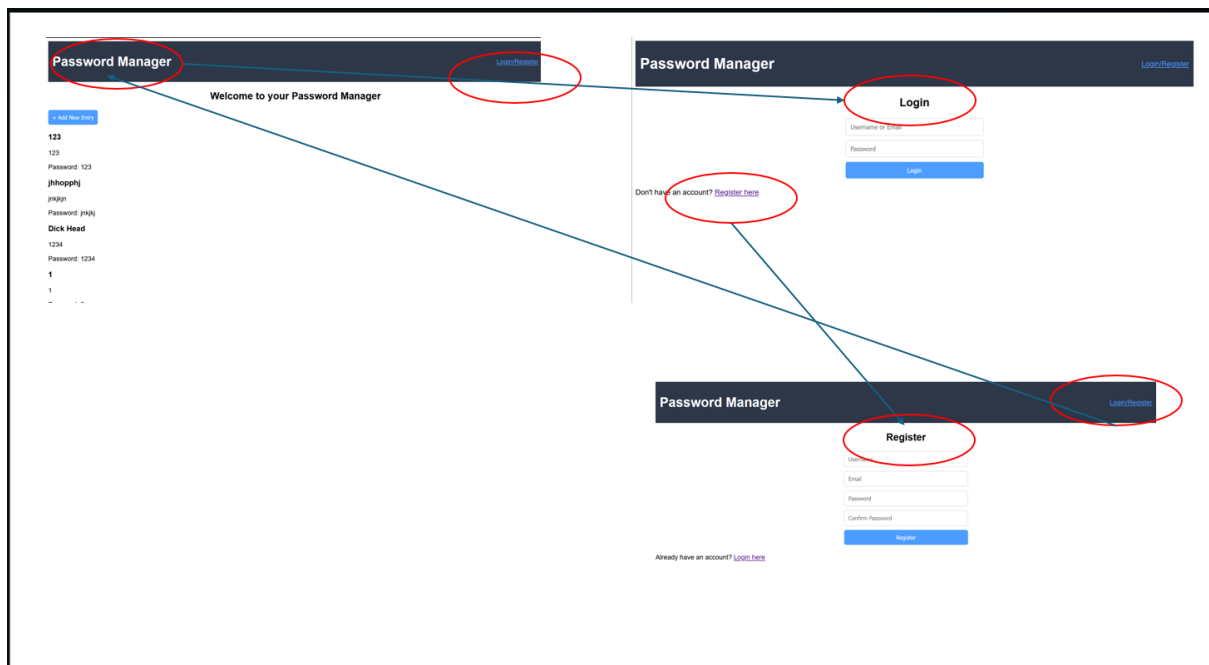 Password Manager
Login/Register
Welcome to your Password Manager
+ Add New Entry
123
123
Password: 123
jhhopphj
jnkjkjn
Password: jnkjkj
Dick Head
1234
Password: 1234
1
1
Password Manager
Login/Register
Login
Username or Email
Password
Login
Don't have an account? Register here
Password Manager
Login/Register
Register
Username
Email
Password
Confirm Password
Register
Already have an account? Login here